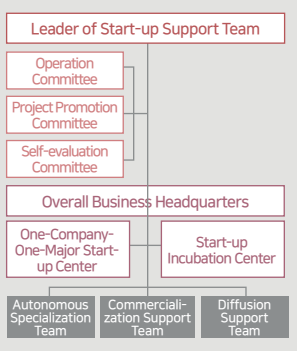 Leader of Start-up Support Team
Operation
Committee
Project Promotion
Committee
Self-evaluation
Committee
Overall Business Headquarters
One-Company-
One-Major Start-
up Center
Start-up
Incubation Center
Autonomous
Specialization
Team
Commerciali-
zation Support
Team
Diffusion
Support
Team